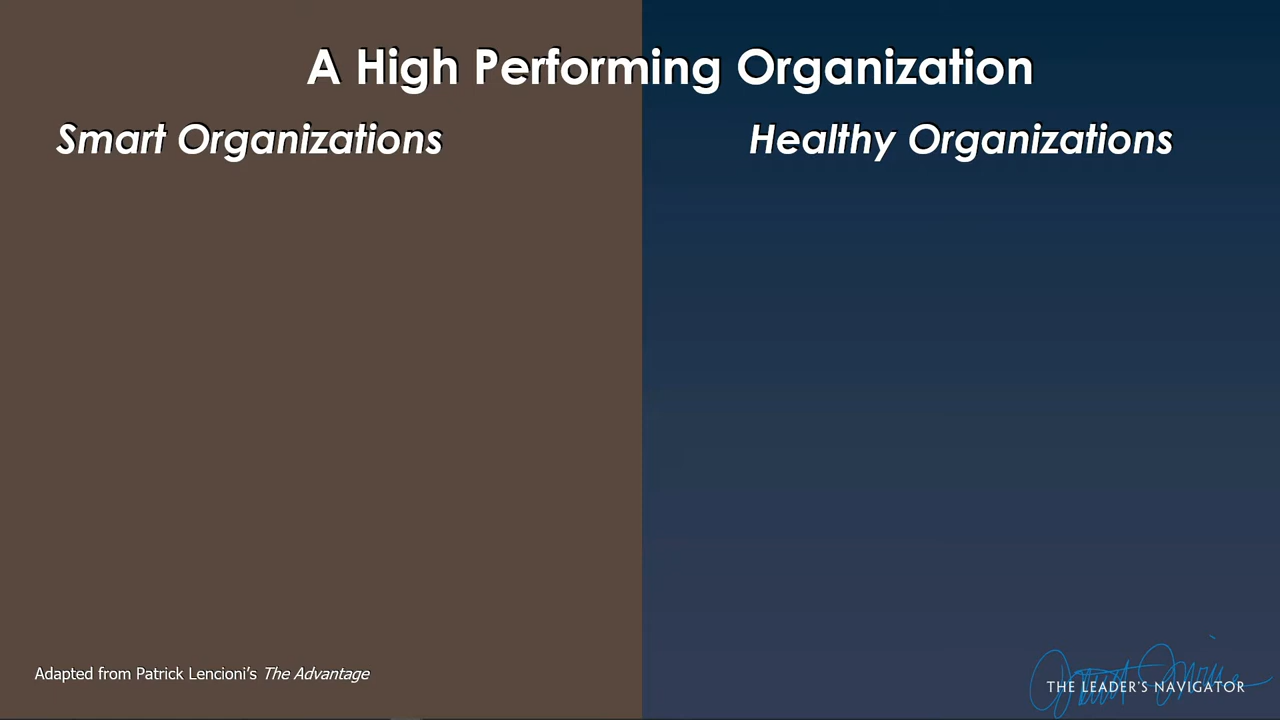 A High Performing Organization
Smart Organizations
Healthy Organizations
Adapted from Patrick Lencioni's The Advantage
THE LEADER'S NAVIGATOR